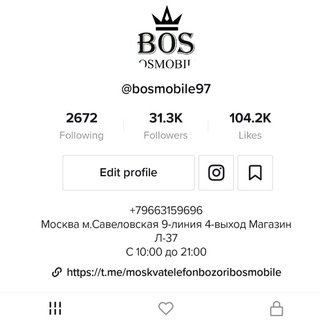 BOS
OSMOBIL
@bosmobile97
2672 31.3K 104.2K
Following Followers Likes
Edit profile
+79663159696
Москва м.Савеловская 9-линия 4-выход Магазин
Л-37
С 10:00 до 21:00
https://t.me/moskvatelefonbozoribosmobile